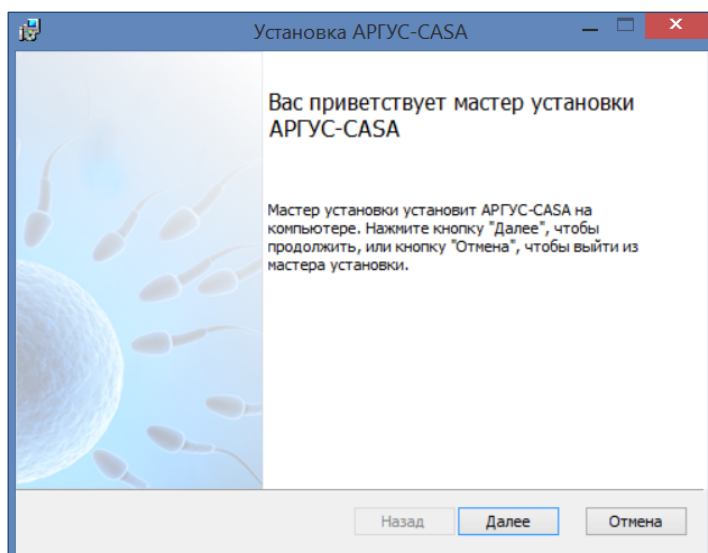 Установка АРГУС-CASA
Вас приветствует мастер установки
АРГУС-CASA
Мастер установки установит АРГУС-CASA на
компьютере. Нажмите кнопку "Далее", чтобы
продолжить, или кнопку "Отмена", чтобы выйти из
мастера установки.
Назад Далее Отмена